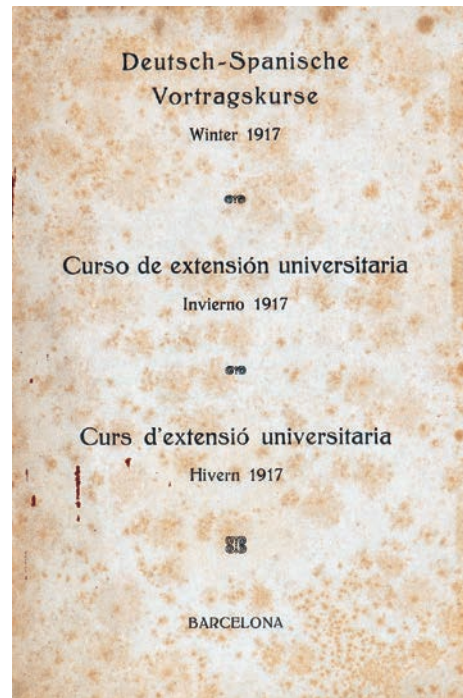 Deutsch-Spanische
Vortragskurse
Winter 1917
Curso de extensión universitaria
Invierno 1917
Curs d'extensió universitaria
Hivern 1917
BARCELONA